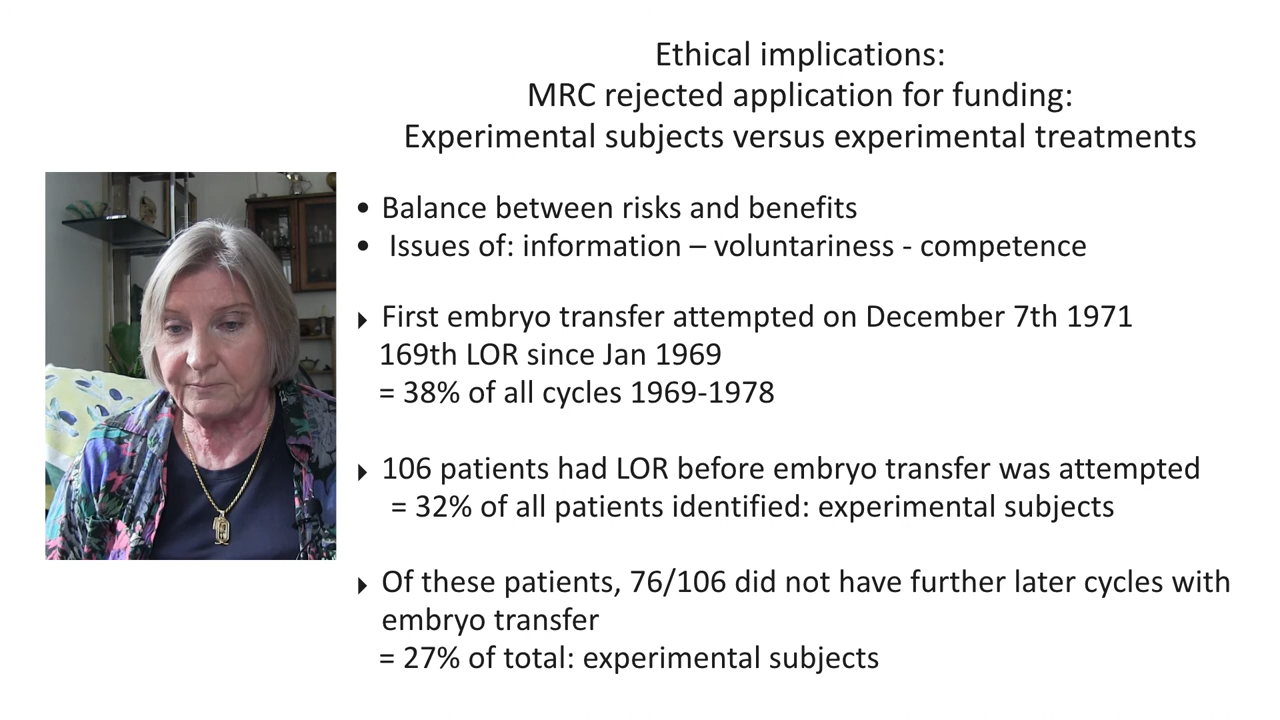 Ethical implications:
MRC rejected application for funding:
Experimental subjects versus experimental treatments
• Balance between risks and benefits
• Issues of: information – voluntariness - competence
First embryo transfer attempted on December 7th 1971
169th LOR since Jan 1969
= 38% of all cycles 1969-1978
106 patients had LOR before embryo transfer was attempted
= 32% of all patients identified: experimental subjects
Of these patients, 76/106 did not have further later cycles with
embryo transfer
= 27% of total: experimental subjects